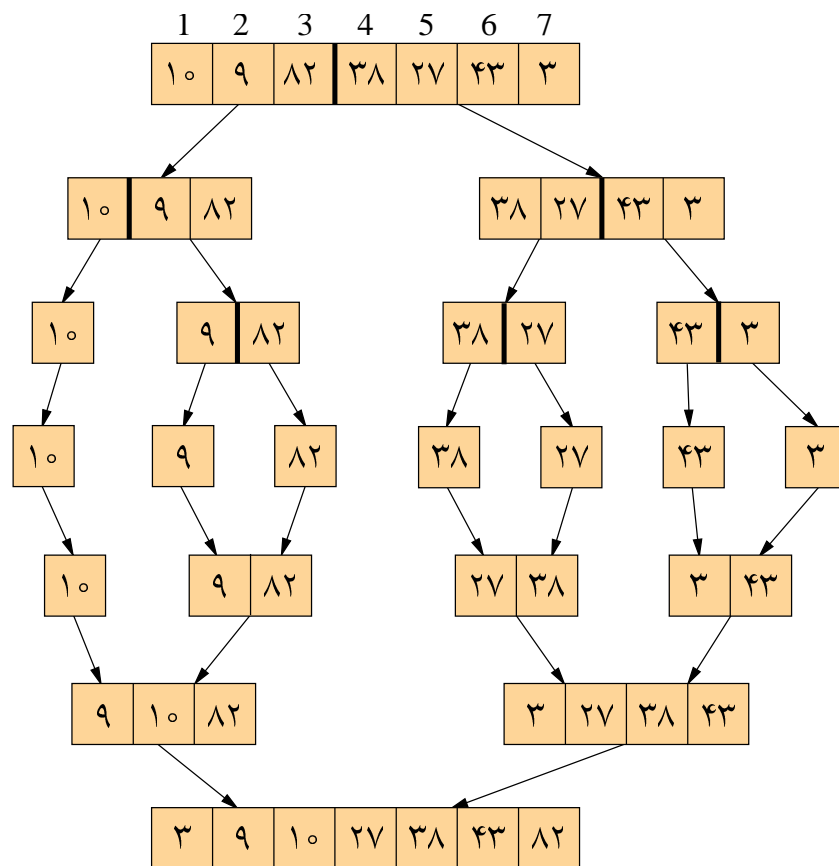 1 2 3 4 5 6 7
۱۰ ۹ ۸۲ ۳۸ ۲۷ ۴۳ ۳
۱۰ ۹ ۸۲ ۳۸ ۲۷ ۴۳ ۳
۱۰ ۹ ۸۲ ۳۸ ۲۷ ۴۳ ۳
۱۰ ۹ ۸۲ ۳۸ ۲۷ ۴۳ ۳
۱۰ ۹ ۸۲ ۲۷ ۳۸ ۳ ۴۳
۹ ۱۰ ۸۲ ۳ ۲۷ ۳۸ ۴۳
۳ ۹ ۱۰ ۲۷ ۳۸ ۴۳ ۸۲